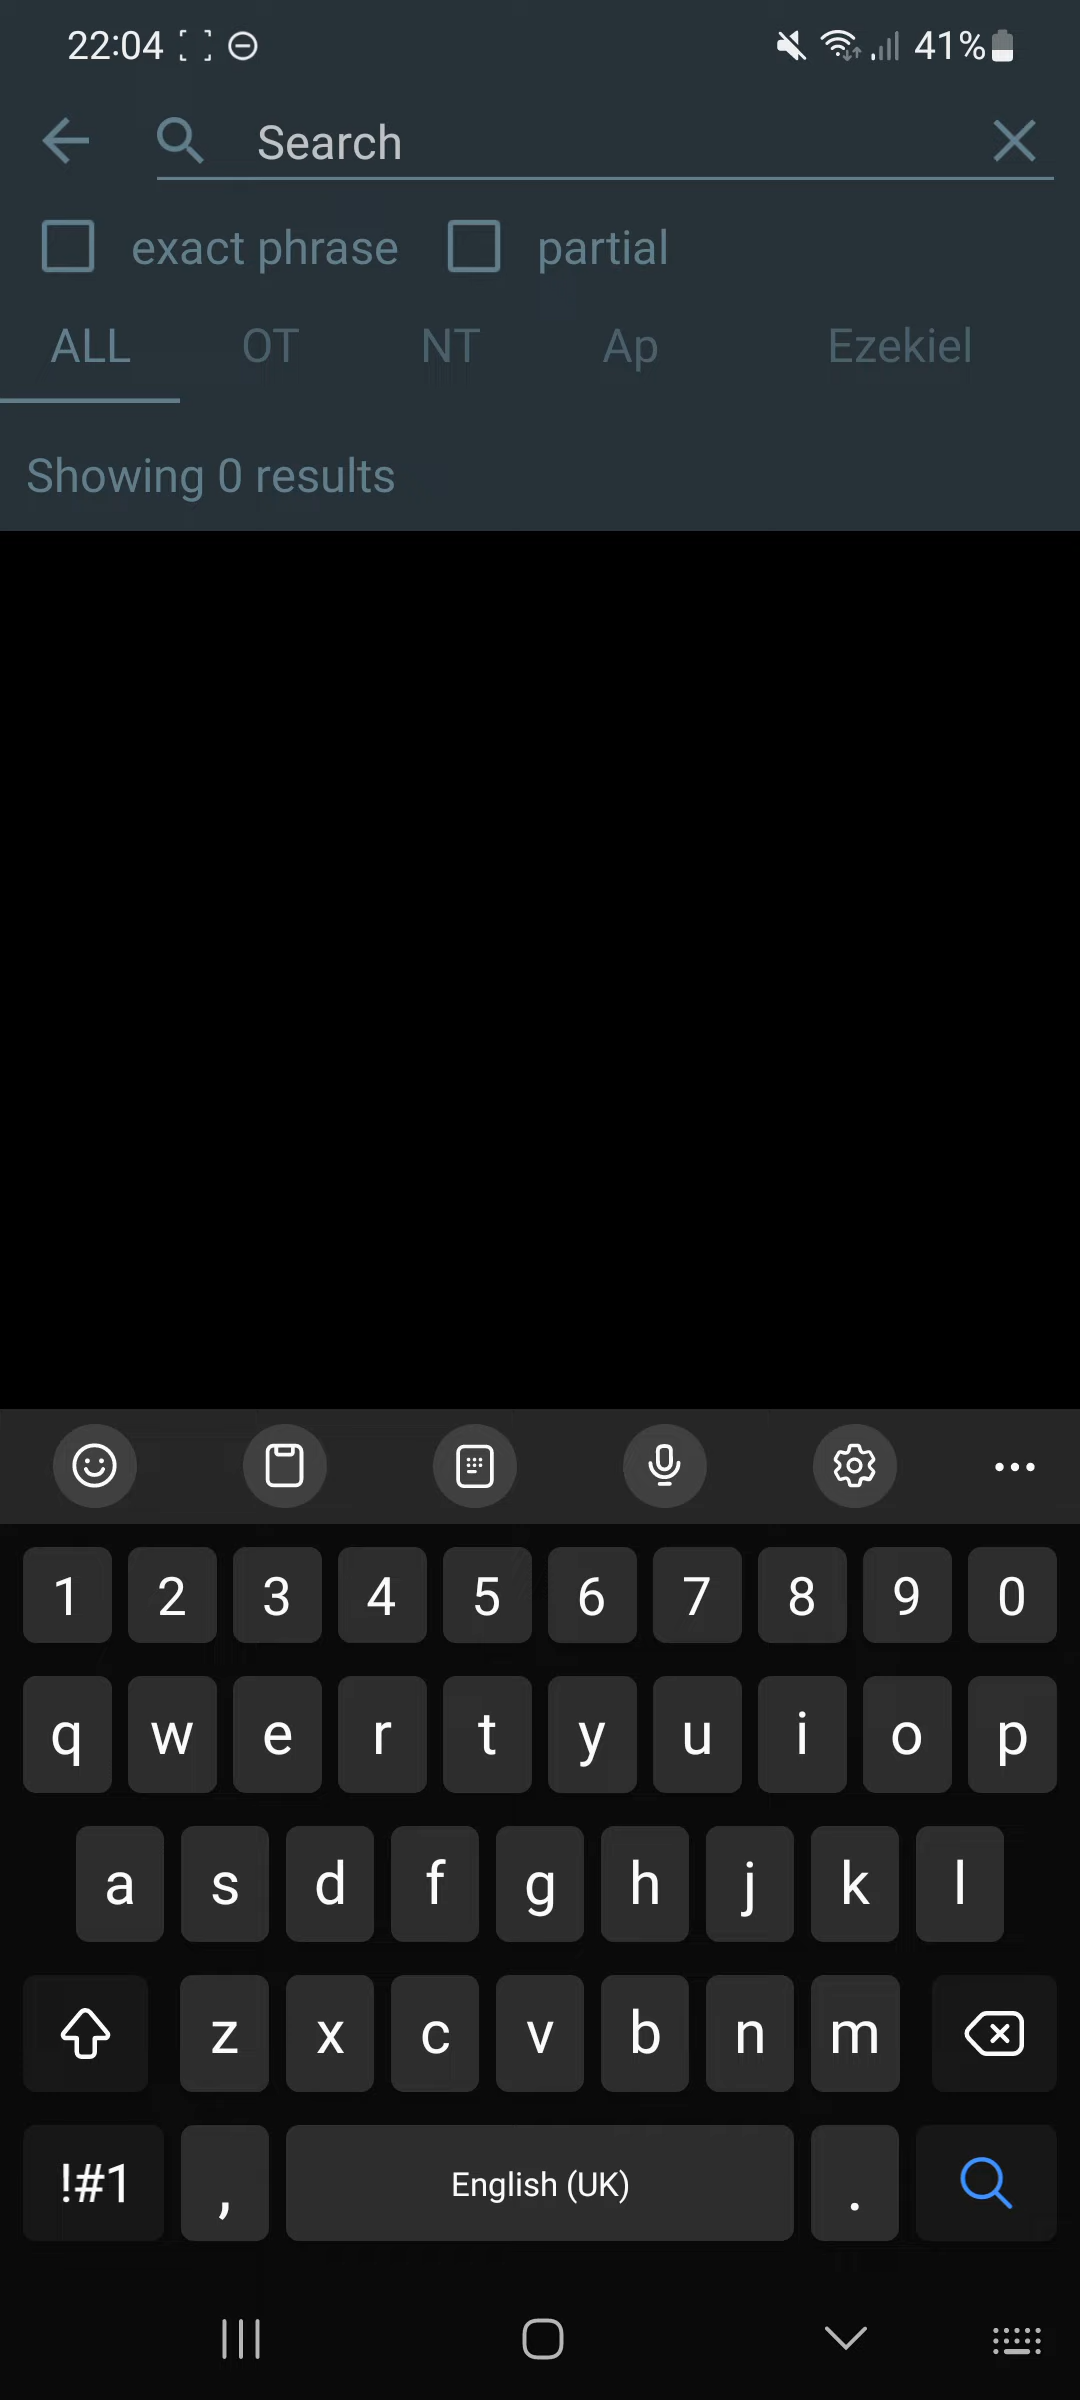 22:04 41%
Search
exact phrase partial
ALL OT NT Ap Ezekiel
Showing 0 results
1 2 3 4 5 6 7 8 9 0
q w e r t y u i o p
a s d f g h j k l
z x c v b n m
!#1 , English (UK) .